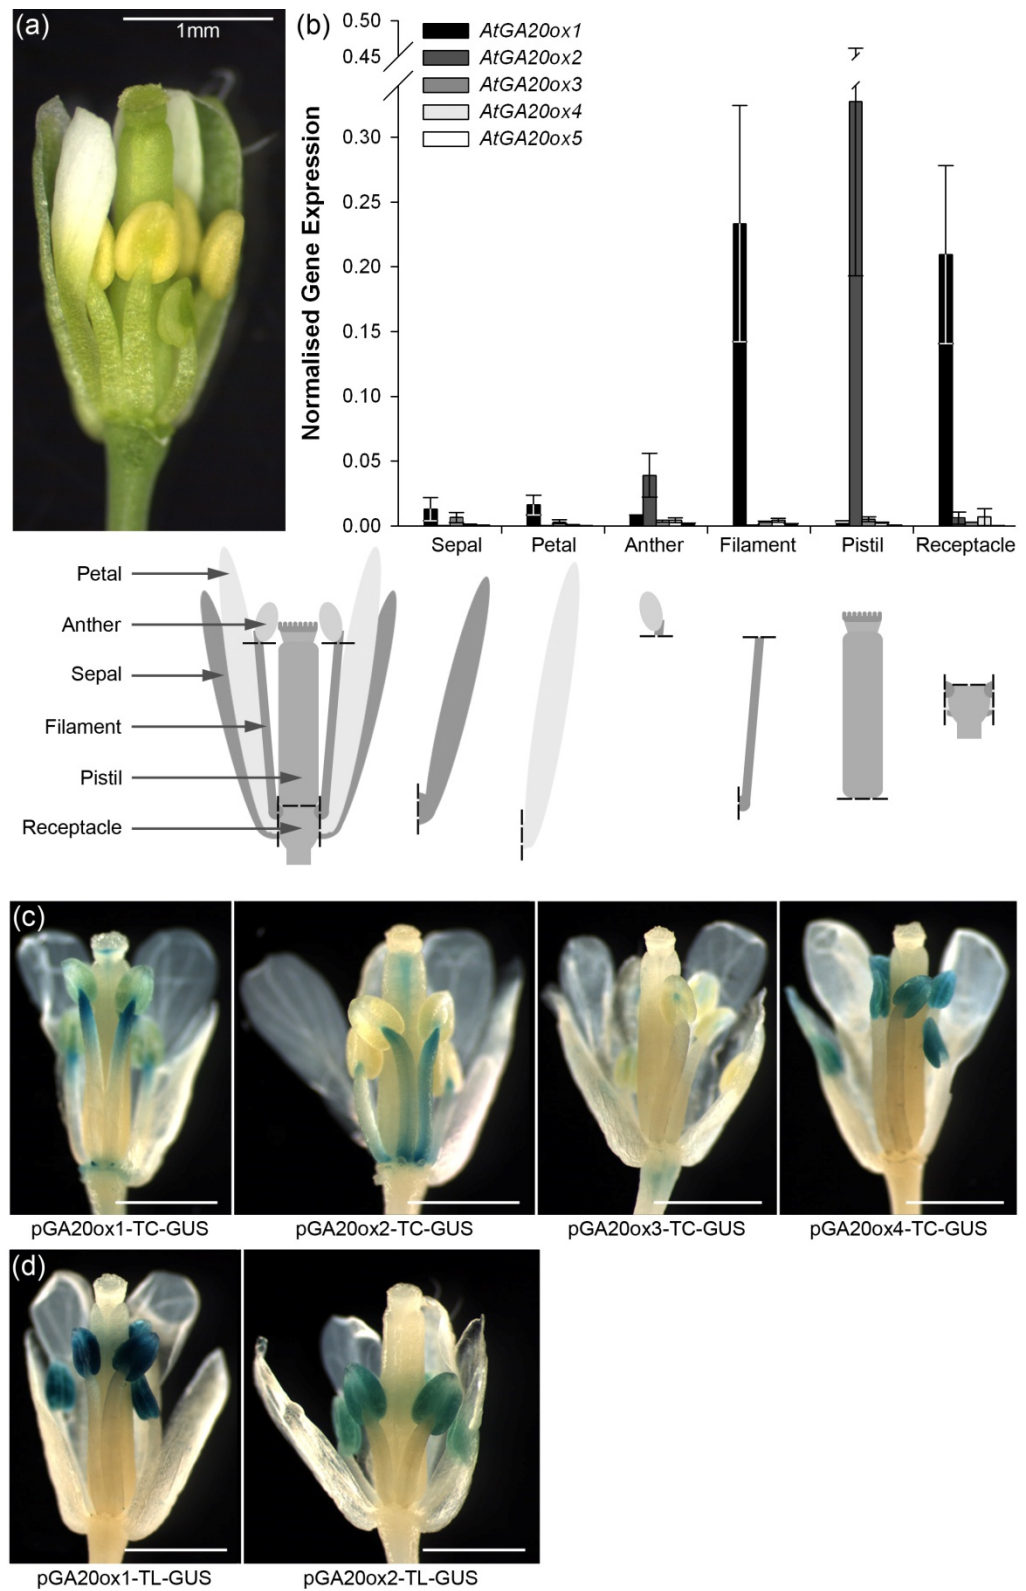 (a)
1mm
(b)
0.50
0.45
0.30
0.25
0.20
0.15
0.10
0.05
0.00
Normalised Gene Expression
AtGA20ox1
AtGA20ox2
AtGA20ox3
AtGA20ox4
AtGA20ox5
Sepal Petal Anther Filament Pistil Receptacle
Petal
Anther
Sepal
Filament
Pistil
Receptacle
(c)
pGA20ox1-TC-GUS pGA20ox2-TC-GUS pGA20ox3-TC-GUS pGA20ox4-TC-GUS
(d)
pGA20ox1-TL-GUS pGA20ox2-TL-GUS